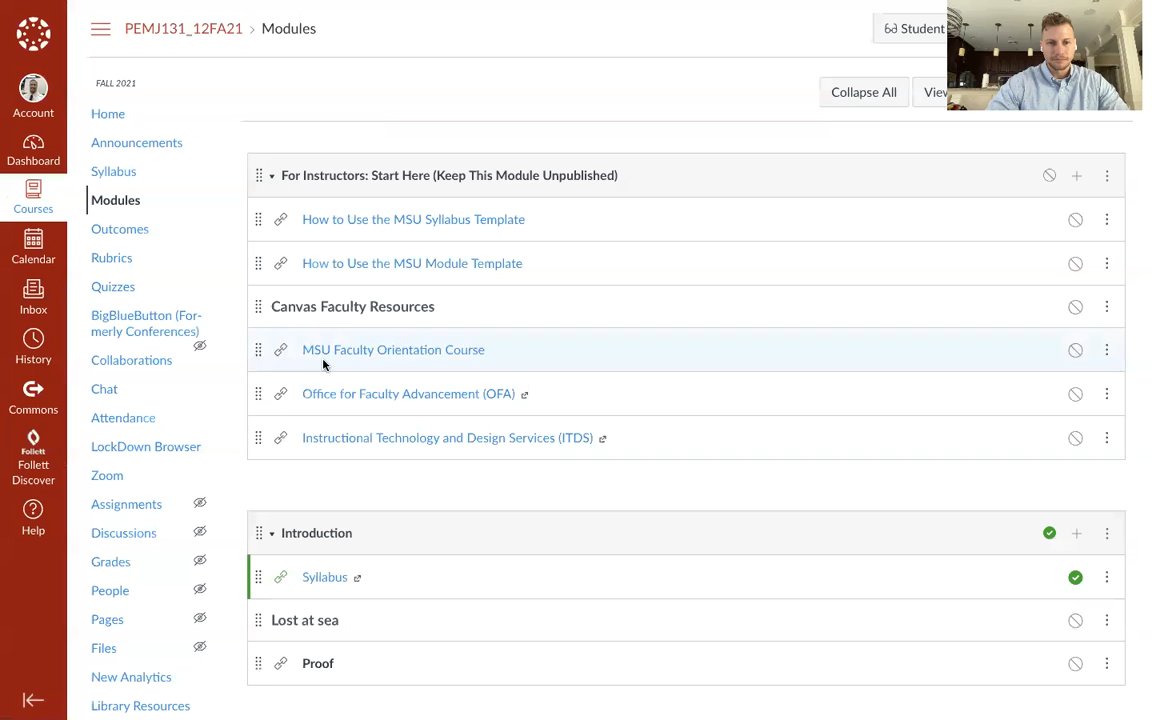 PEMJ131_12FA21 › Modules
Student
FALL 2021
Collapse All
View
Account
Dashboard
Courses
Calendar
Inbox
History
Commons
Follett
Follett
Discover
Help
Home
Announcements
Syllabus
Modules
Outcomes
Rubrics
Quizzes
BigBlueButton (For-
merly Conferences)
Collaborations
Chat
Attendance
LockDown Browser
Zoom
Assignments
Discussions
Grades
People
Pages
Files
New Analytics
Library Resources
For Instructors: Start Here (Keep This Module Unpublished)
How to Use the MSU Syllabus Template
How to Use the MSU Module Template
Canvas Faculty Resources
MSU Faculty Orientation Course
Office for Faculty Advancement (OFA)
Instructional Technology and Design Services (ITDS)
Introduction
Syllabus
Lost at sea
Proof